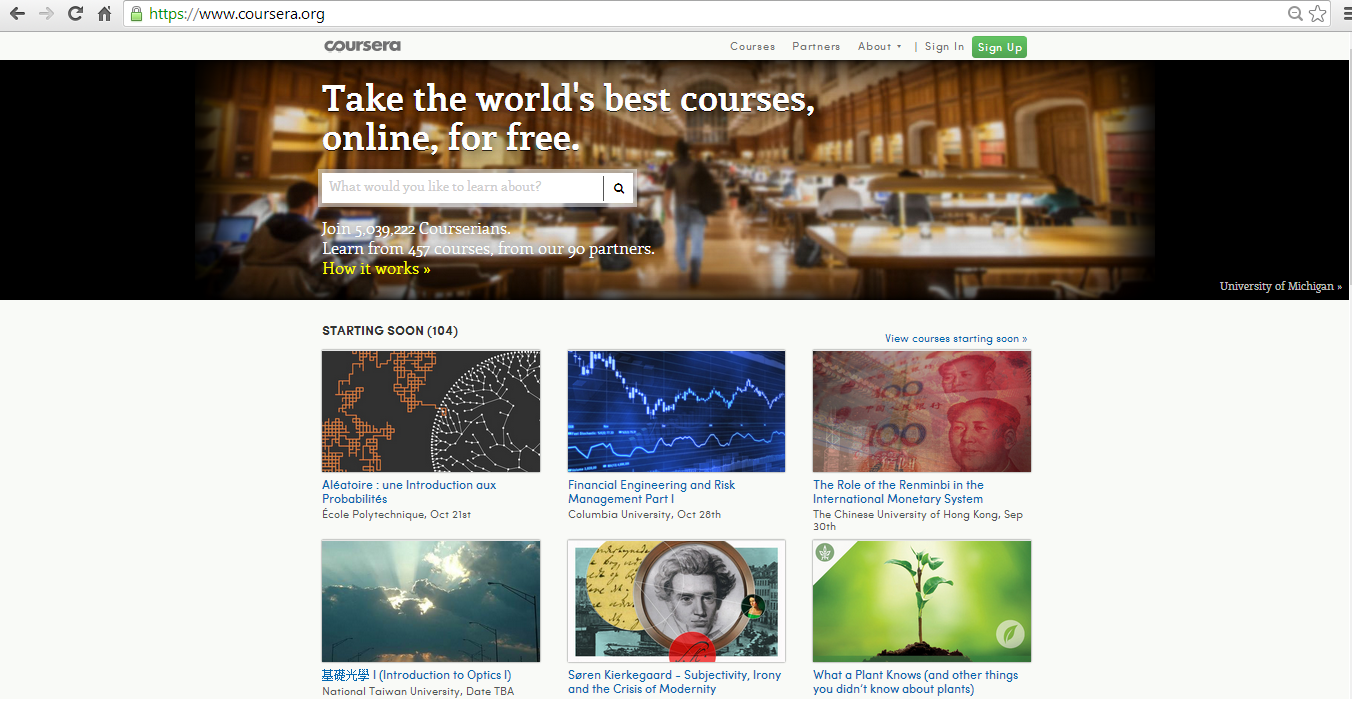 https://www.coursera.org
coursera
Courses Partners About ▾ | Sign In Sign Up
Take the world's best courses,
online, for free.
What would you like to learn about?
Join 5,039,222 Courserians.
Learn from 457 courses, from our 90 partners.
How it works »
University of Michigan »
STARTING SOON (104)
View courses starting soon »
100
100
Aléatoire : une Introduction aux
Probabilités
École Polytechnique, Oct 21st
Financial Engineering and Risk
Management Part I
Columbia University, Oct 28th
The Role of the Renminbi in the
International Monetary System
The Chinese University of Hong Kong, Sep
30th
基礎光學 I (Introduction to Optics I)
National Taiwan University, Date TBA
Søren Kierkegaard - Subjectivity, Irony
and the Crisis of Modernity
What a Plant Knows (and other things
you didn't know about plants)